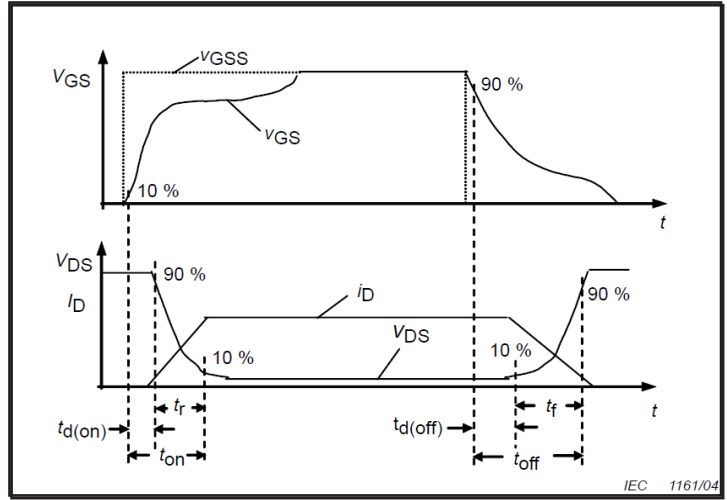 vGSS
VGS
90 %
vGS
10 %
t
VDS
90 %
iD
90 %
ID
VDS
10 %
10 %
tr
tf
t
td(on)
td(off)
ton
toff
IEC 1161/04